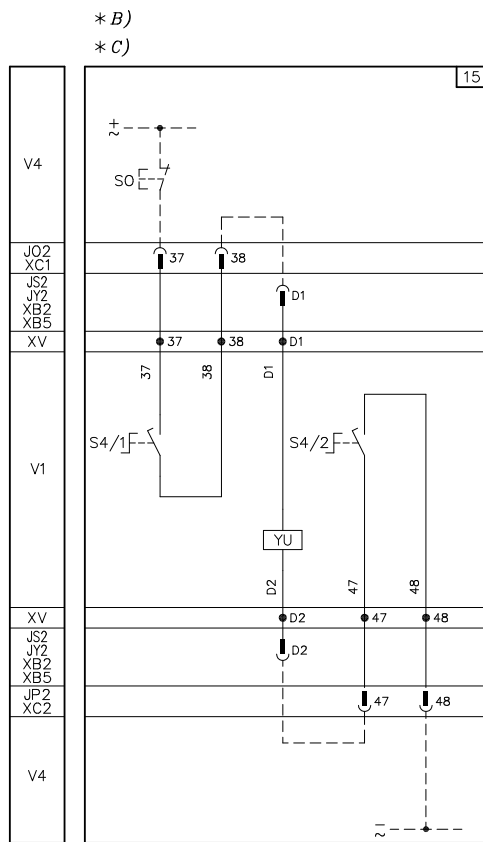 * B)
* C)
15
+
~
V4
SO
JO2
XC1
37
38
JS2
JY2
XB2
XB5
D1
XV
37
38
D1
37
38
D1
S4/1
S4/2
V1
YU
D2
47
48
XV
D2
47
48
JS2
JY2
XB2
XB5
D2
JP2
XC2
47
48
V4
–
~